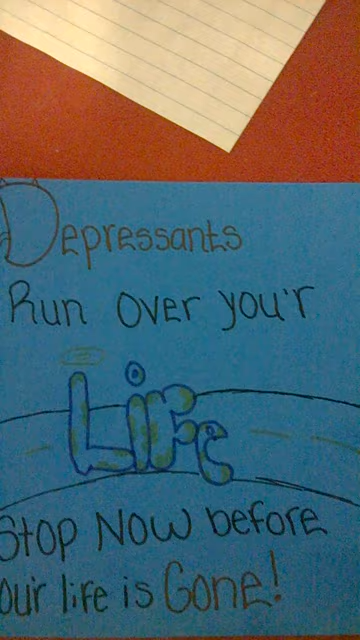 Depressants
Run over you'r
Life
Stop Now before
our life is Gone!